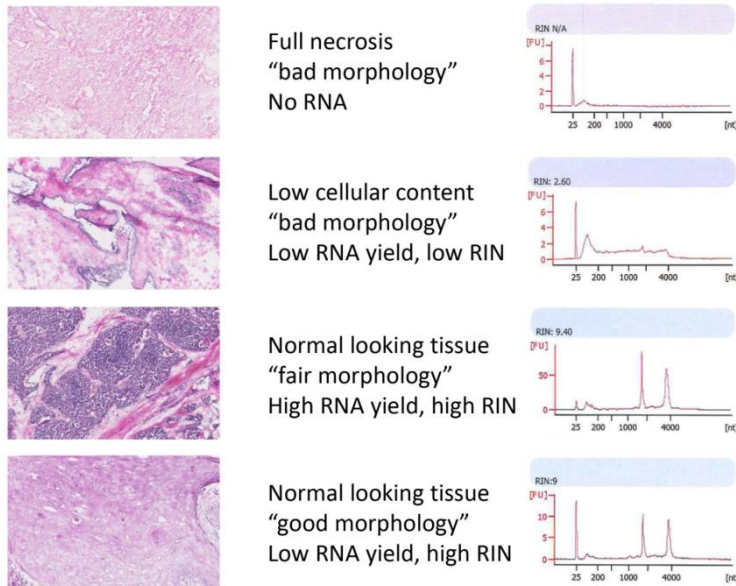 Full necrosis
“bad morphology”
No RNA
RIN N/A
[FU]
6
4
2
0
25 200 1000 4000 [nt]
Low cellular content
“bad morphology”
Low RNA yield, low RIN
RIN: 2.60
[FU]
6
4
2
0
25 200 1000 4000 [nt]
Normal looking tissue
“fair morphology”
High RNA yield, high RIN
RIN: 9.40
[FU]
50
0
25 200 1000 4000 [nt]
Normal looking tissue
“good morphology”
Low RNA yield, high RIN
RIN:9
[FU]
10
5
0
25 200 1000 4000 [nt]